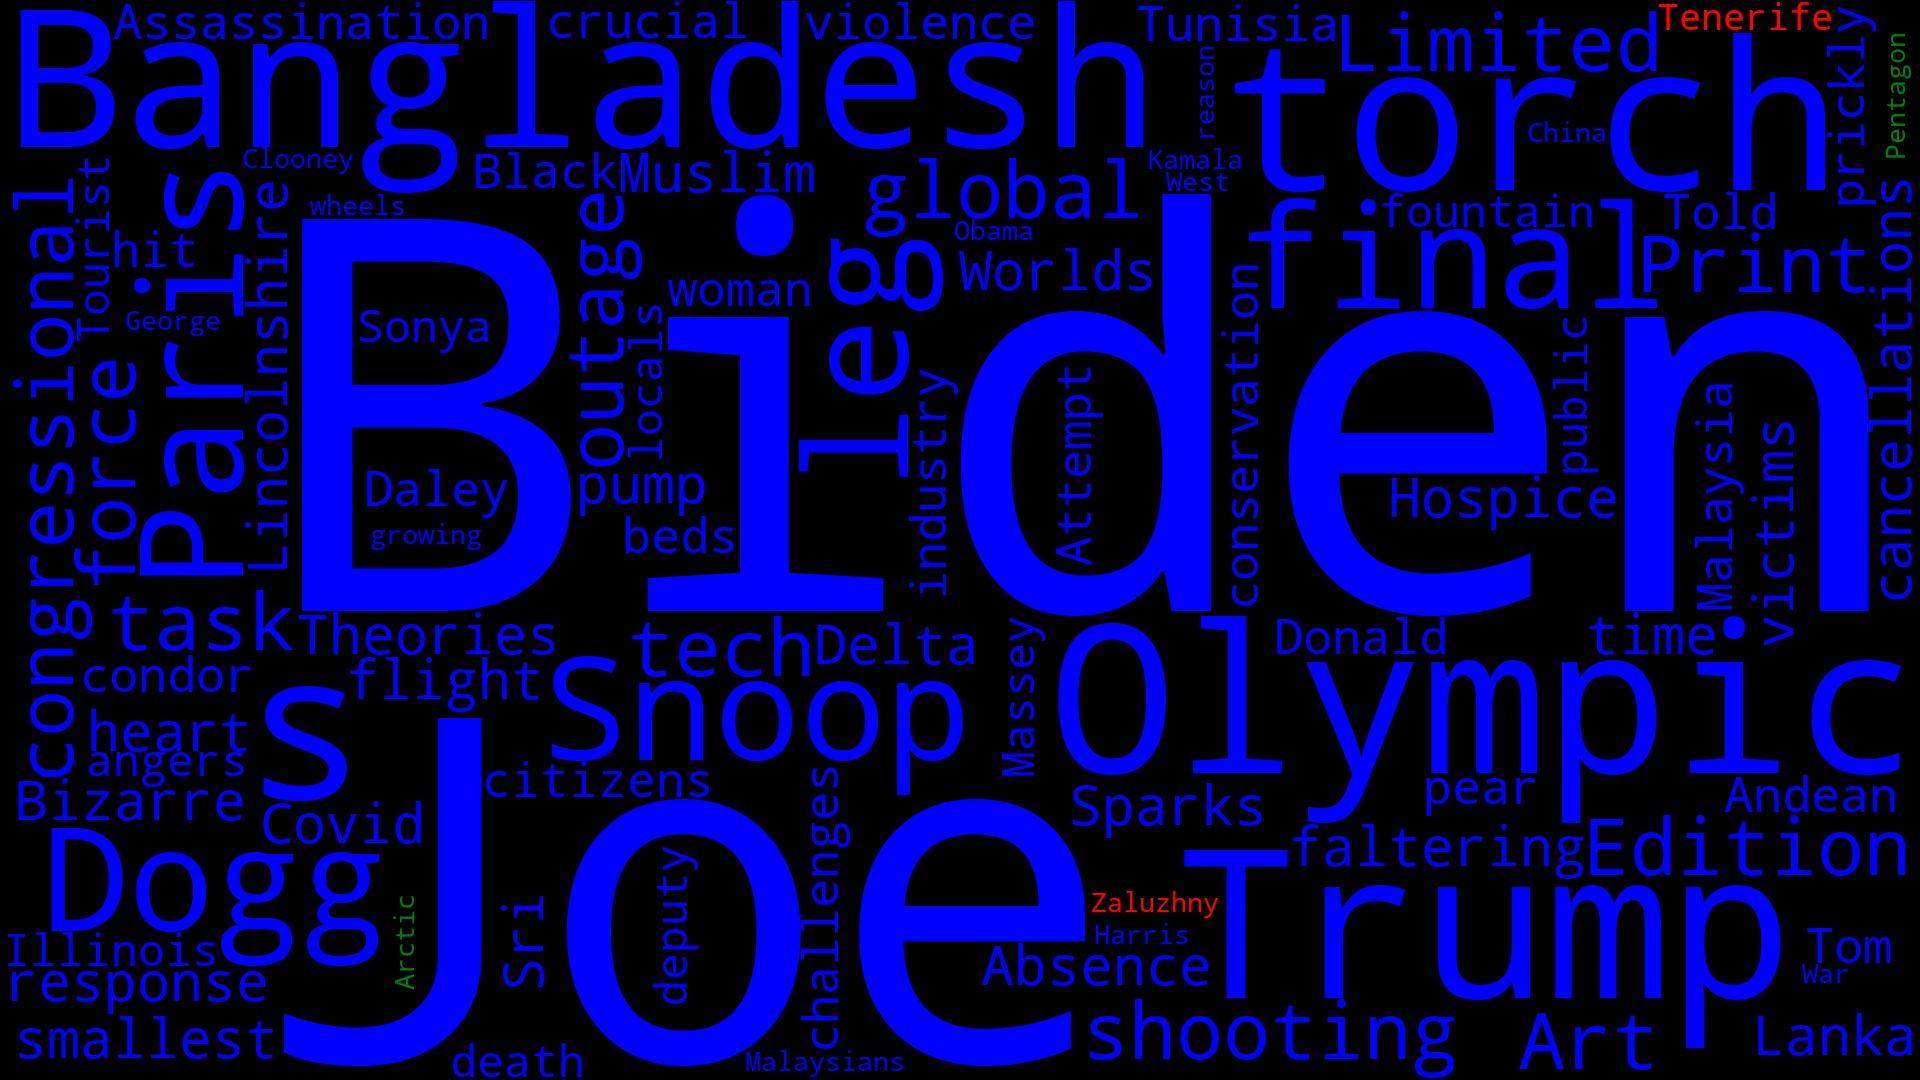 Assassination
crucial
violence
Tunisia
Limited
Tenerife
prickly
Pentagon
Bangladesh
torch
reason
China
Clooney
Black
Muslim
global
Kamala
West
congressional
Tourist
Paris
Lincolnshire
wheels
outage
Obama
fountain
Told
cancellations
hit
woman
leg
Worlds
final
Print
George
Sonya
locals
conservation
public
force
Biden
industry
Attempt
Malaysia
victims
Daley
pump
Hospice
growing
beds
task
Theories
tech
Delta
Massey
Donald
time
condor
flight
Snoop
Olympic
heart
s
angers
citizens
challenges
pear
Andean
Bizarre
Covid
Sparks
faltering
Edition
Dogg
Joe
Trump
Arctic
Sri
deputy
Zaluzhny
Harris
Illinois
Absence
Tom
response
War
smallest
death
Malaysians
shooting
Art
Lanka